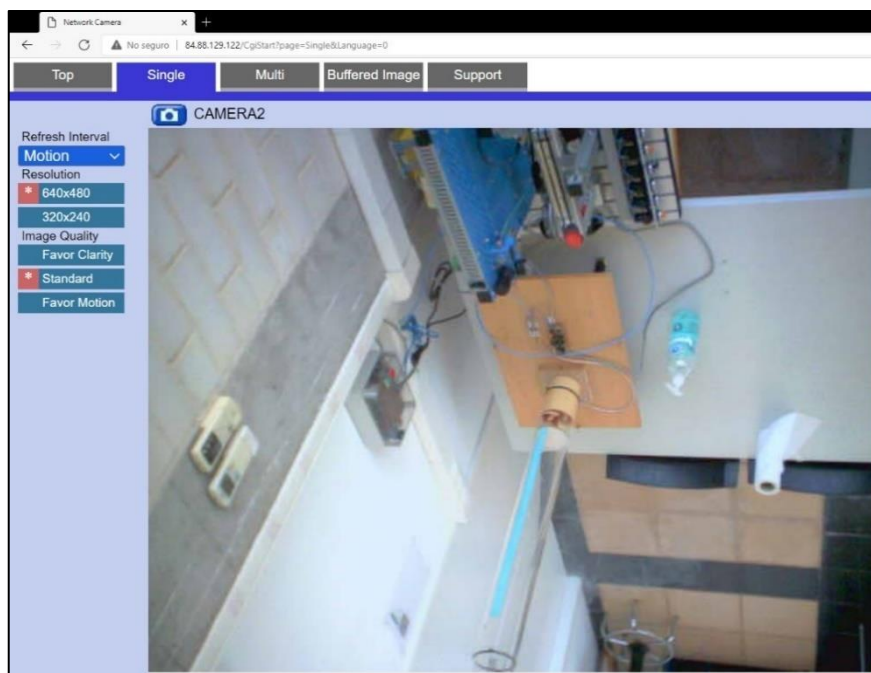 Network Camera
No seguro | 84.88.129.122/CgiStart?page=Single&Language=0
Top Single Multi Buffered Image Support
CAMERA2
Refresh Interval
Motion
Resolution
* 640x480
320x240
Image Quality
Favor Clarity
* Standard
Favor Motion